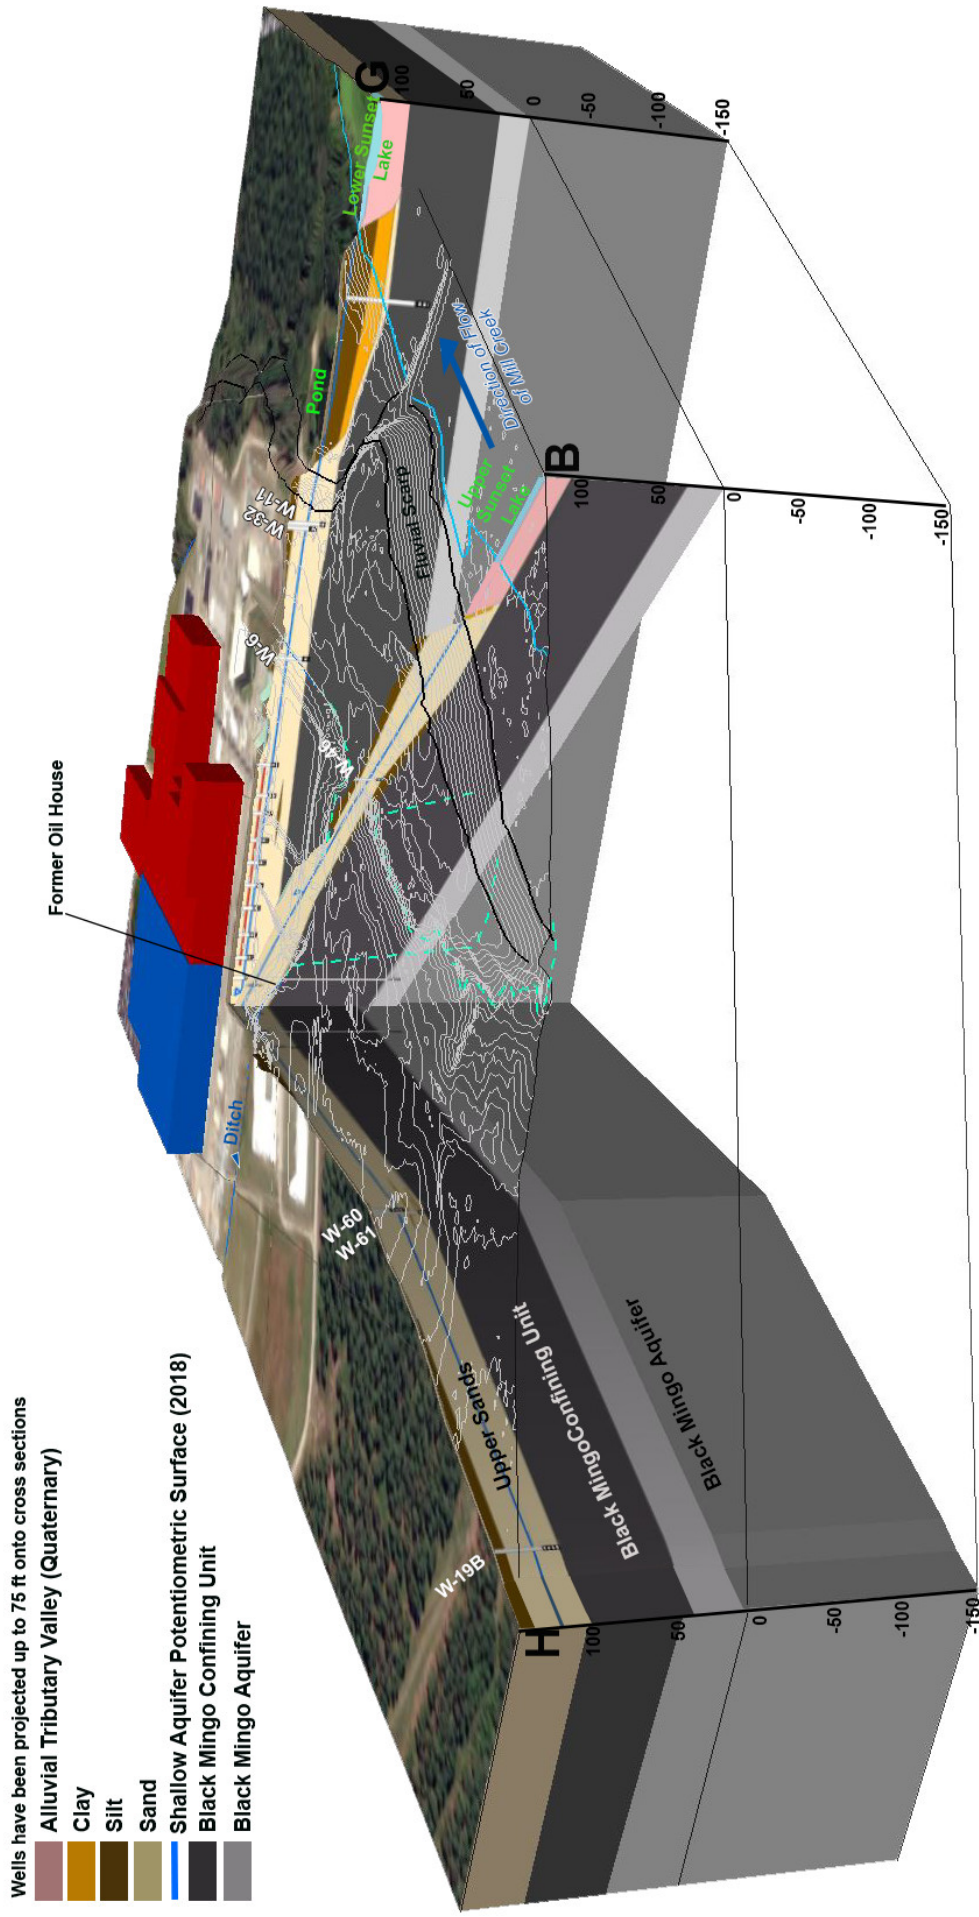 Wells have been projected up to 75 ft onto cross sections
Alluvial Tributary Valley (Quaternary)
Clay
Silt
Sand
Shallow Aquifer Potentiometric Surface (2018)
Black Mingo Confining Unit
Black Mingo Aquifer
Former Oil House
Ditch
W-60
W-61
W-19B
W-46
W-6
W-32
W-11
Pond
Lower Sunset
Lake
G
100
50
0
-50
-100
-150
Fluvial Scarp
Direction of Flow
of Mill Creek
Upper
Sunset
Lake
B
100
50
0
-50
-100
-150
Upper Sands
Black MingoConfining Unit
Black Mingo Aquifer
H
100
50
0
-50
-100
-150